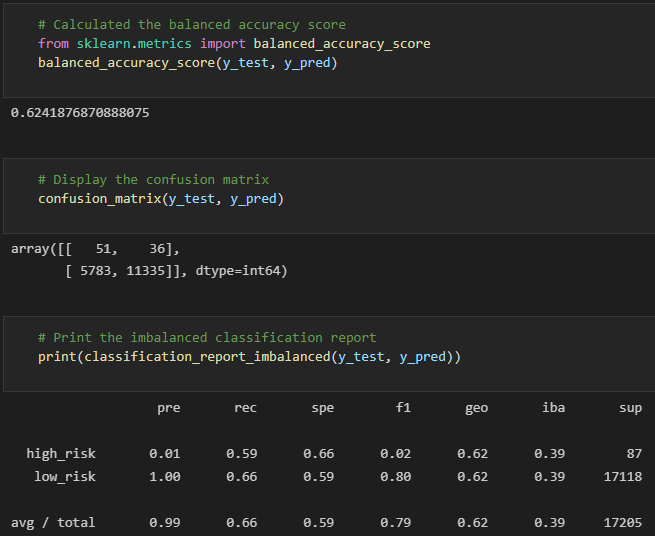 # Calculated the balanced accuracy score
from sklearn.metrics import balanced_accuracy_score
balanced_accuracy_score(y_test, y_pred)
0.6241876870888075
# Display the confusion matrix
confusion_matrix(y_test, y_pred)
array([[   51,    36],
       [ 5783, 11335]], dtype=int64)
# Print the imbalanced classification report
print(classification_report_imbalanced(y_test, y_pred))
                   pre       rec       spe        f1       geo       iba       sup
  high_risk       0.01      0.59      0.66      0.02      0.62      0.39        87
   low_risk       1.00      0.66      0.59      0.80      0.62      0.39     17118
avg / total       0.99      0.66      0.59      0.79      0.62      0.39     17205